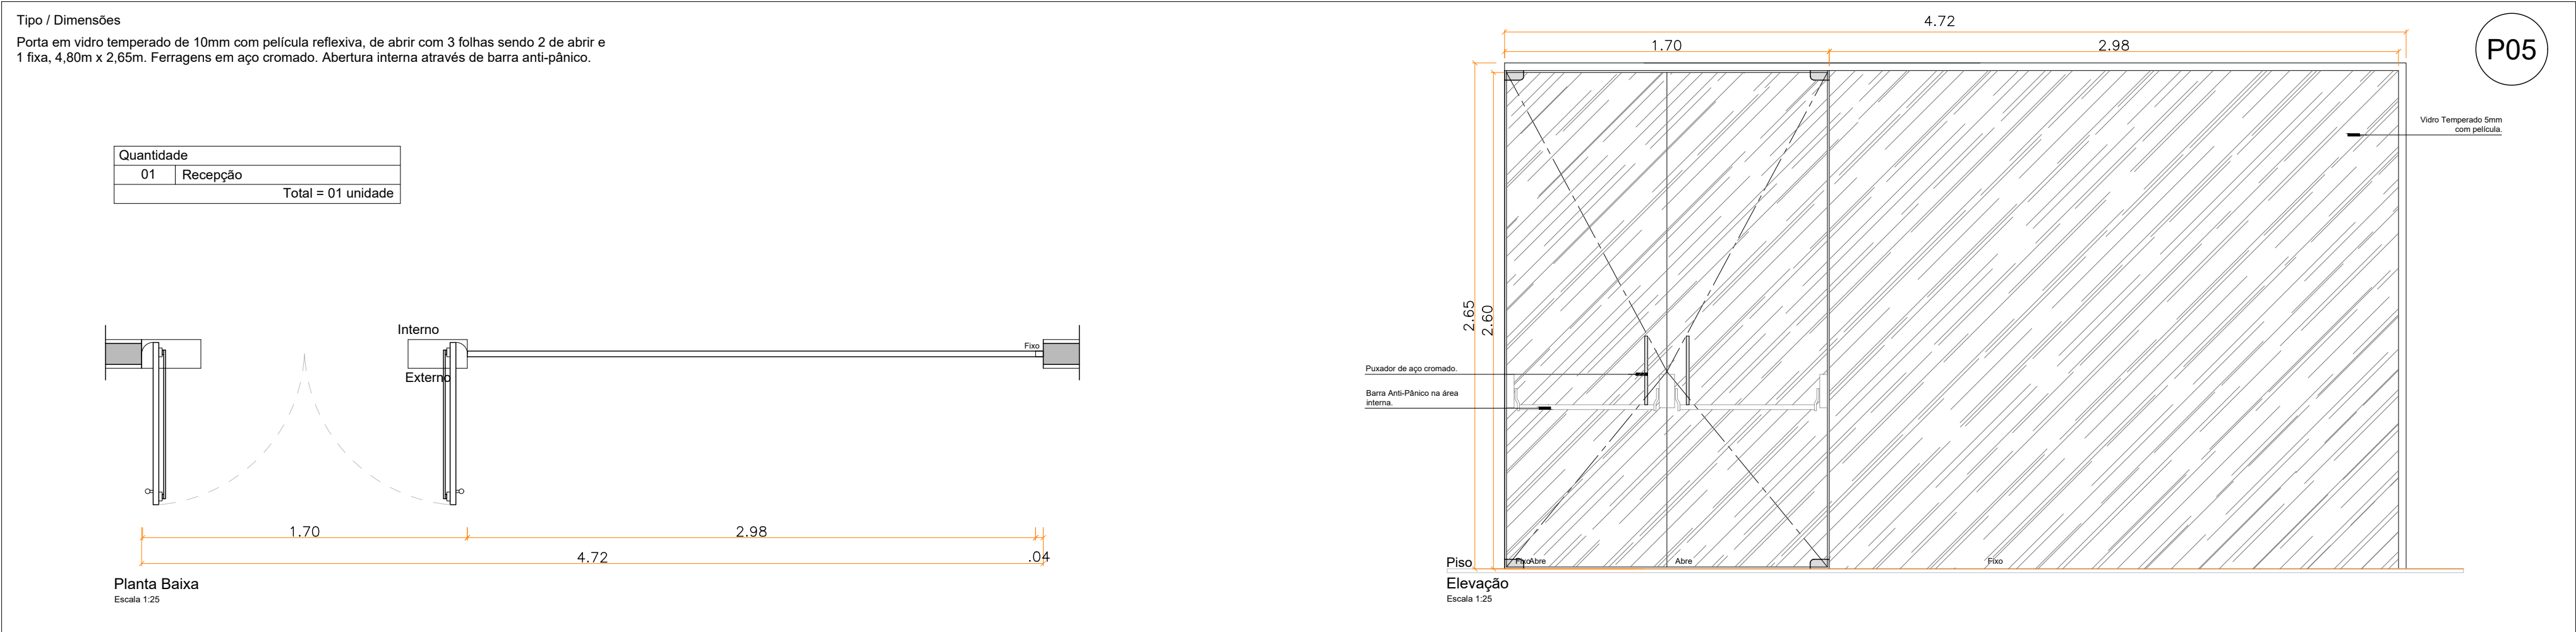 Tipo / Dimensões
Porta em vidro temperado de 10mm com película reflexiva, de abrir com 3 folhas sendo 2 de abrir e
1 fixa, 4,80m x 2,65m. Ferragens em aço cromado. Abertura interna através de barra anti-pânico.
Quantidade
01 Recepção
Total = 01 unidade
Interno
Externo
Fixo
1.70
2.98
4.72
.04
Planta Baixa
Escala 1:25
4.72
1.70
2.98
P05
Vidro Temperado 5mm
com película.
2.65
2.60
Puxador de aço cromado.
Barra Anti-Pânico na área
interna.
Piso
Fixo
Abre
Abre
Fixo
Elevação
Escala 1:25